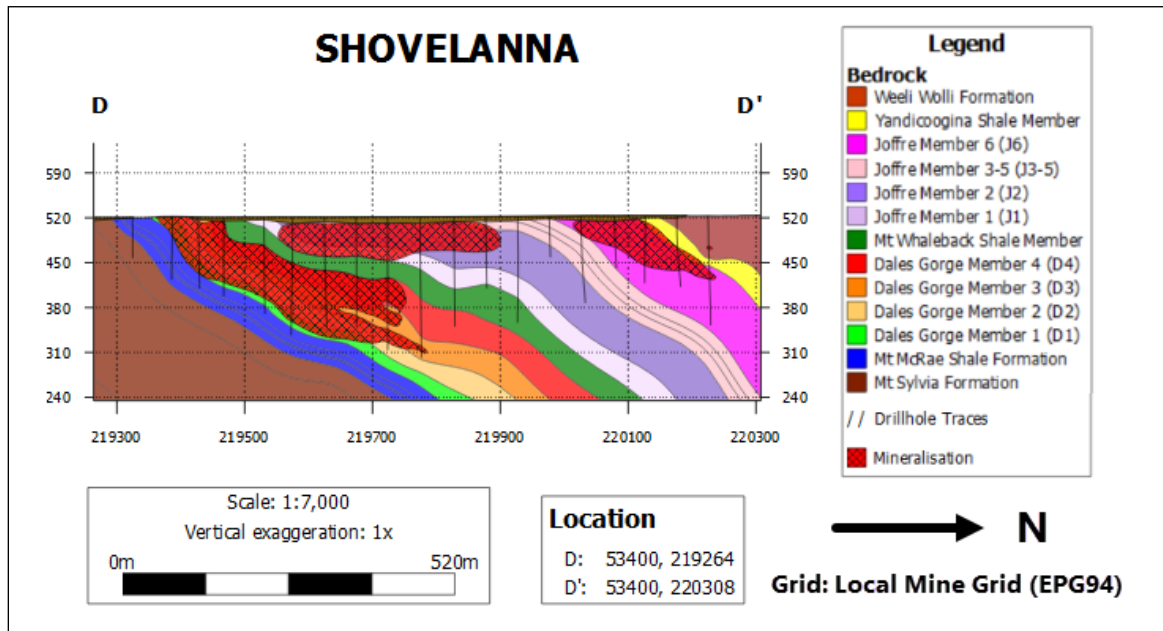 SHOVELANNA
D
D'
590
590
520
520
450
450
380
380
310
310
240
240
219300
219500
219700
219900
220100
220300
Legend
Bedrock
Weeli Wolli Formation
Yandicoogina Shale Member
Joffre Member 6 (J6)
Joffre Member 3-5 (J3-5)
Joffre Member 2 (J2)
Joffre Member 1 (J1)
Mt Whaleback Shale Member
Dales Gorge Member 4 (D4)
Dales Gorge Member 3 (D3)
Dales Gorge Member 2 (D2)
Dales Gorge Member 1 (D1)
Mt McRae Shale Formation
Mt Sylvia Formation
// Drillhole Traces
Mineralisation
Scale: 1:7,000
Vertical exaggeration: 1x
0m
520m
Location
D: 53400, 219264
D': 53400, 220308
N
Grid: Local Mine Grid (EPG94)